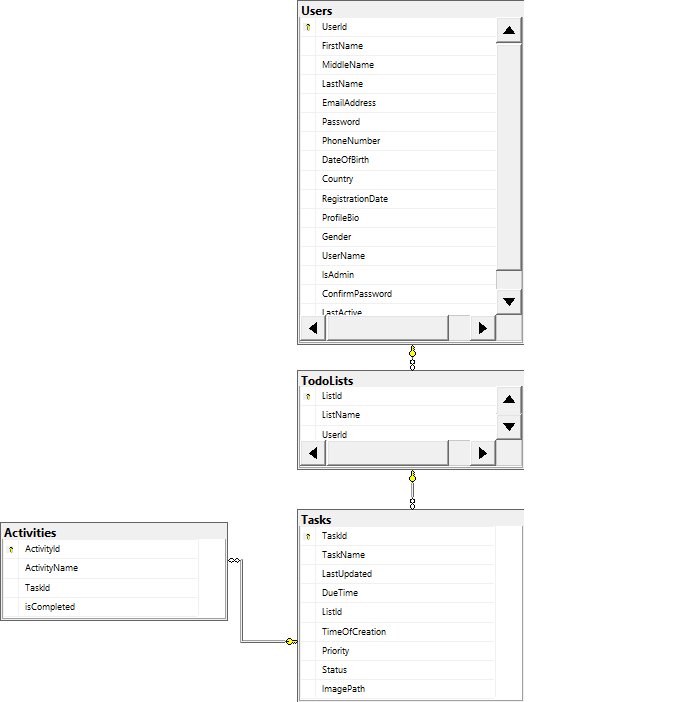 Users
UserId
FirstName
MiddleName
LastName
EmailAddress
Password
PhoneNumber
DateOfBirth
Country
RegistrationDate
ProfileBio
Gender
UserName
IsAdmin
ConfirmPassword
LastActive
TodoLists
ListId
ListName
UserId
Activities
ActivityId
ActivityName
TaskId
isCompleted
Tasks
TaskId
TaskName
LastUpdated
DueTime
ListId
TimeOfCreation
Priority
Status
ImagePath